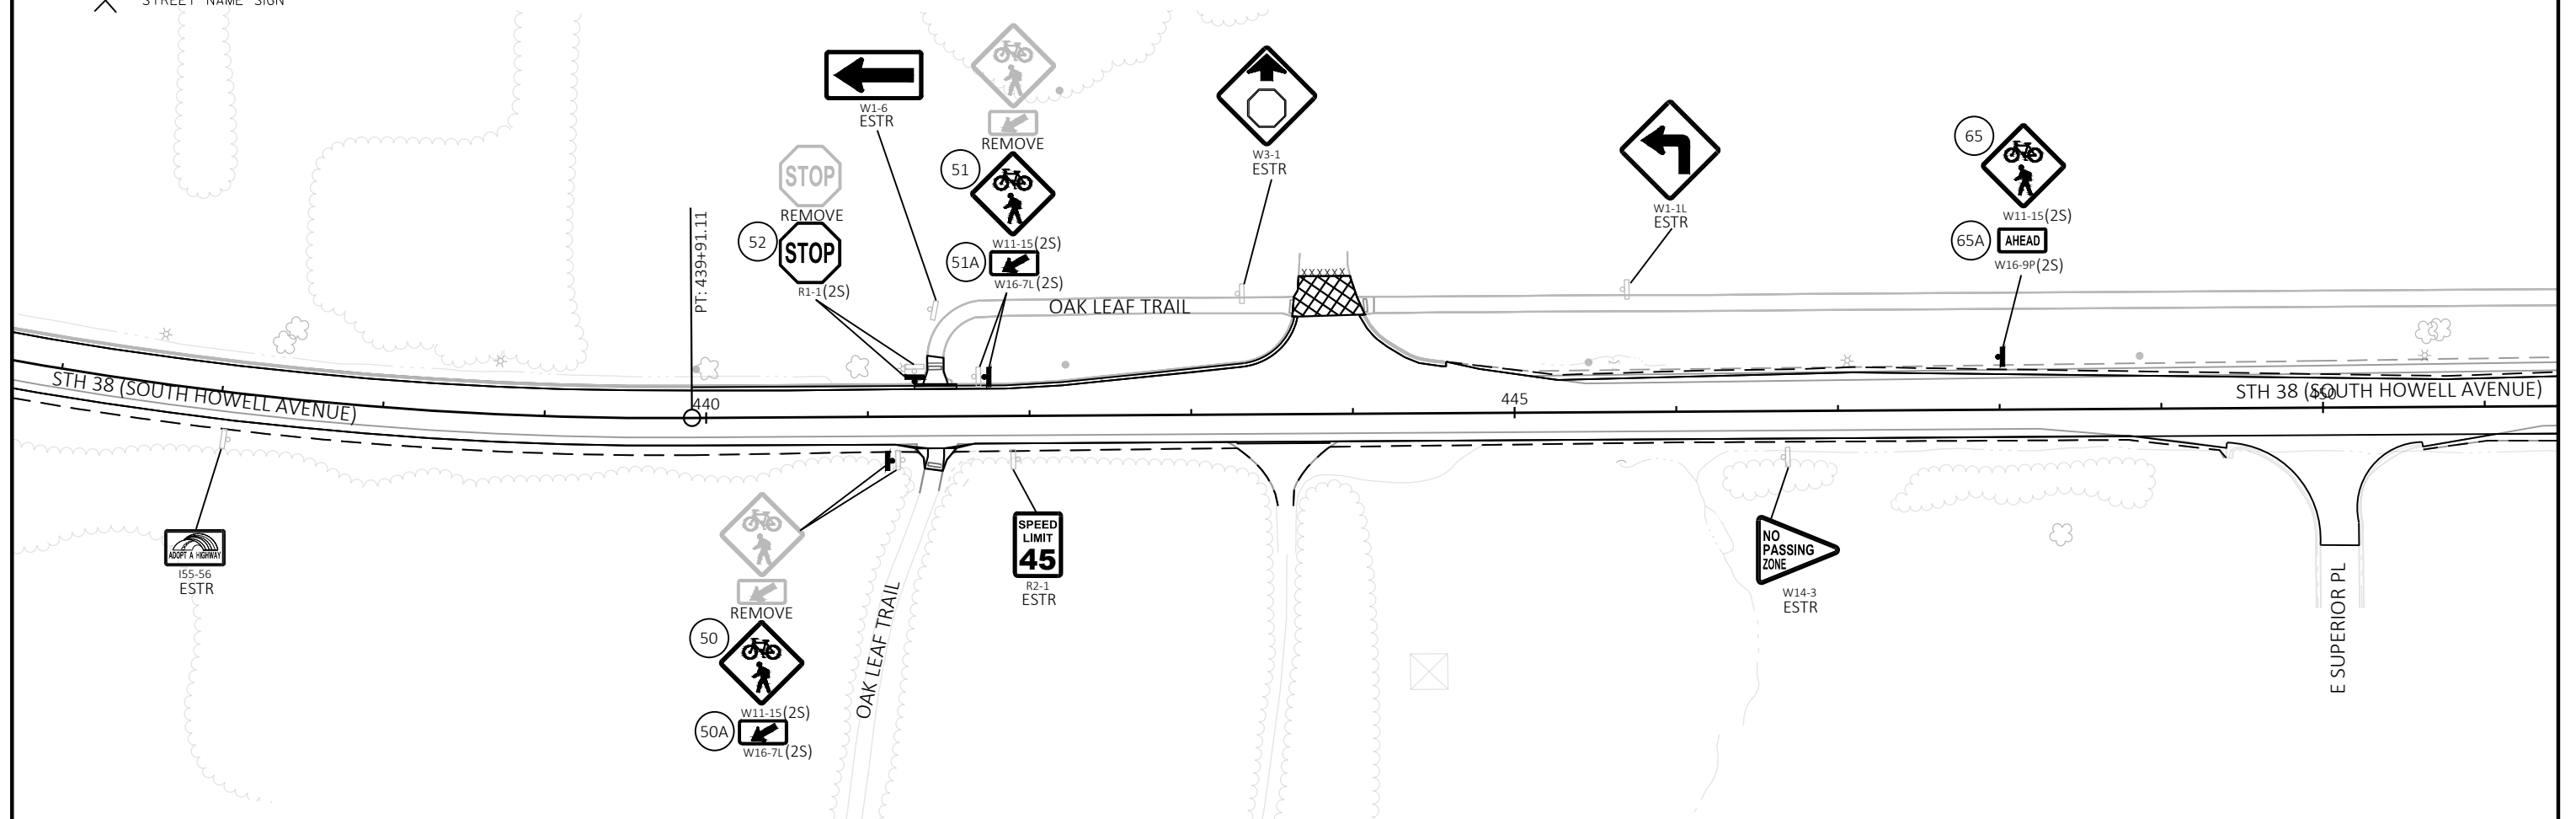 STREET NAME SIGN
W1-6
ESTR
REMOVE
51
W11-15(2S)
51A
W16-7L(2S)
STOP
REMOVE
52
STOP
R1-1(2S)
W3-1
ESTR
W1-1L
ESTR
65
W11-15(2S)
65A
AHEAD
W16-9P(2S)
PT: 439+91.11
OAK LEAF TRAIL
STH 38 (SOUTH HOWELL AVENUE)
440
445
450
STH 38 (SOUTH HOWELL AVENUE)
ADOPT A HIGHWAY
I55-56
ESTR
REMOVE
50
W11-15(2S)
50A
W16-7L(2S)
OAK LEAF TRAIL
SPEED
LIMIT
45
R2-1
ESTR
NO
PASSING
ZONE
W14-3
ESTR
E SUPERIOR PL
XXXXXX